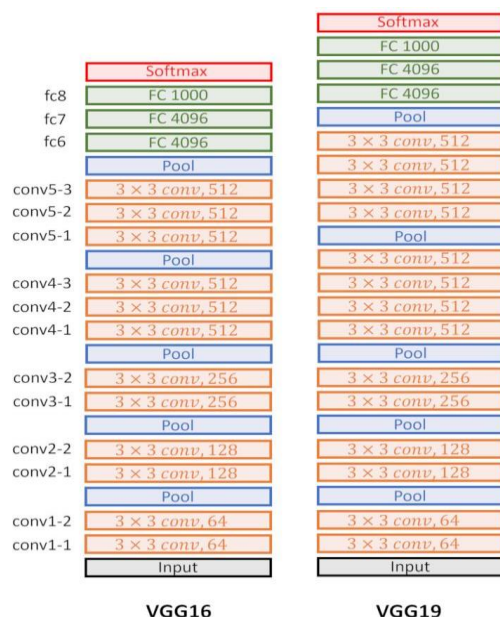 Softmax
fc8 FC 1000
fc7 FC 4096
fc6 FC 4096
Pool
conv5-3 3 × 3 conv, 512
conv5-2 3 × 3 conv, 512
conv5-1 3 × 3 conv, 512
Pool
conv4-3 3 × 3 conv, 512
conv4-2 3 × 3 conv, 512
conv4-1 3 × 3 conv, 512
Pool
conv3-2 3 × 3 conv, 256
conv3-1 3 × 3 conv, 256
Pool
conv2-2 3 × 3 conv, 128
conv2-1 3 × 3 conv, 128
Pool
conv1-2 3 × 3 conv, 64
conv1-1 3 × 3 conv, 64
Input
VGG16
Softmax
FC 1000
FC 4096
FC 4096
Pool
3 × 3 conv, 512
3 × 3 conv, 512
3 × 3 conv, 512
3 × 3 conv, 512
Pool
3 × 3 conv, 512
3 × 3 conv, 512
3 × 3 conv, 512
3 × 3 conv, 512
Pool
3 × 3 conv, 256
3 × 3 conv, 256
Pool
3 × 3 conv, 128
3 × 3 conv, 128
Pool
3 × 3 conv, 64
3 × 3 conv, 64
Input
VGG19